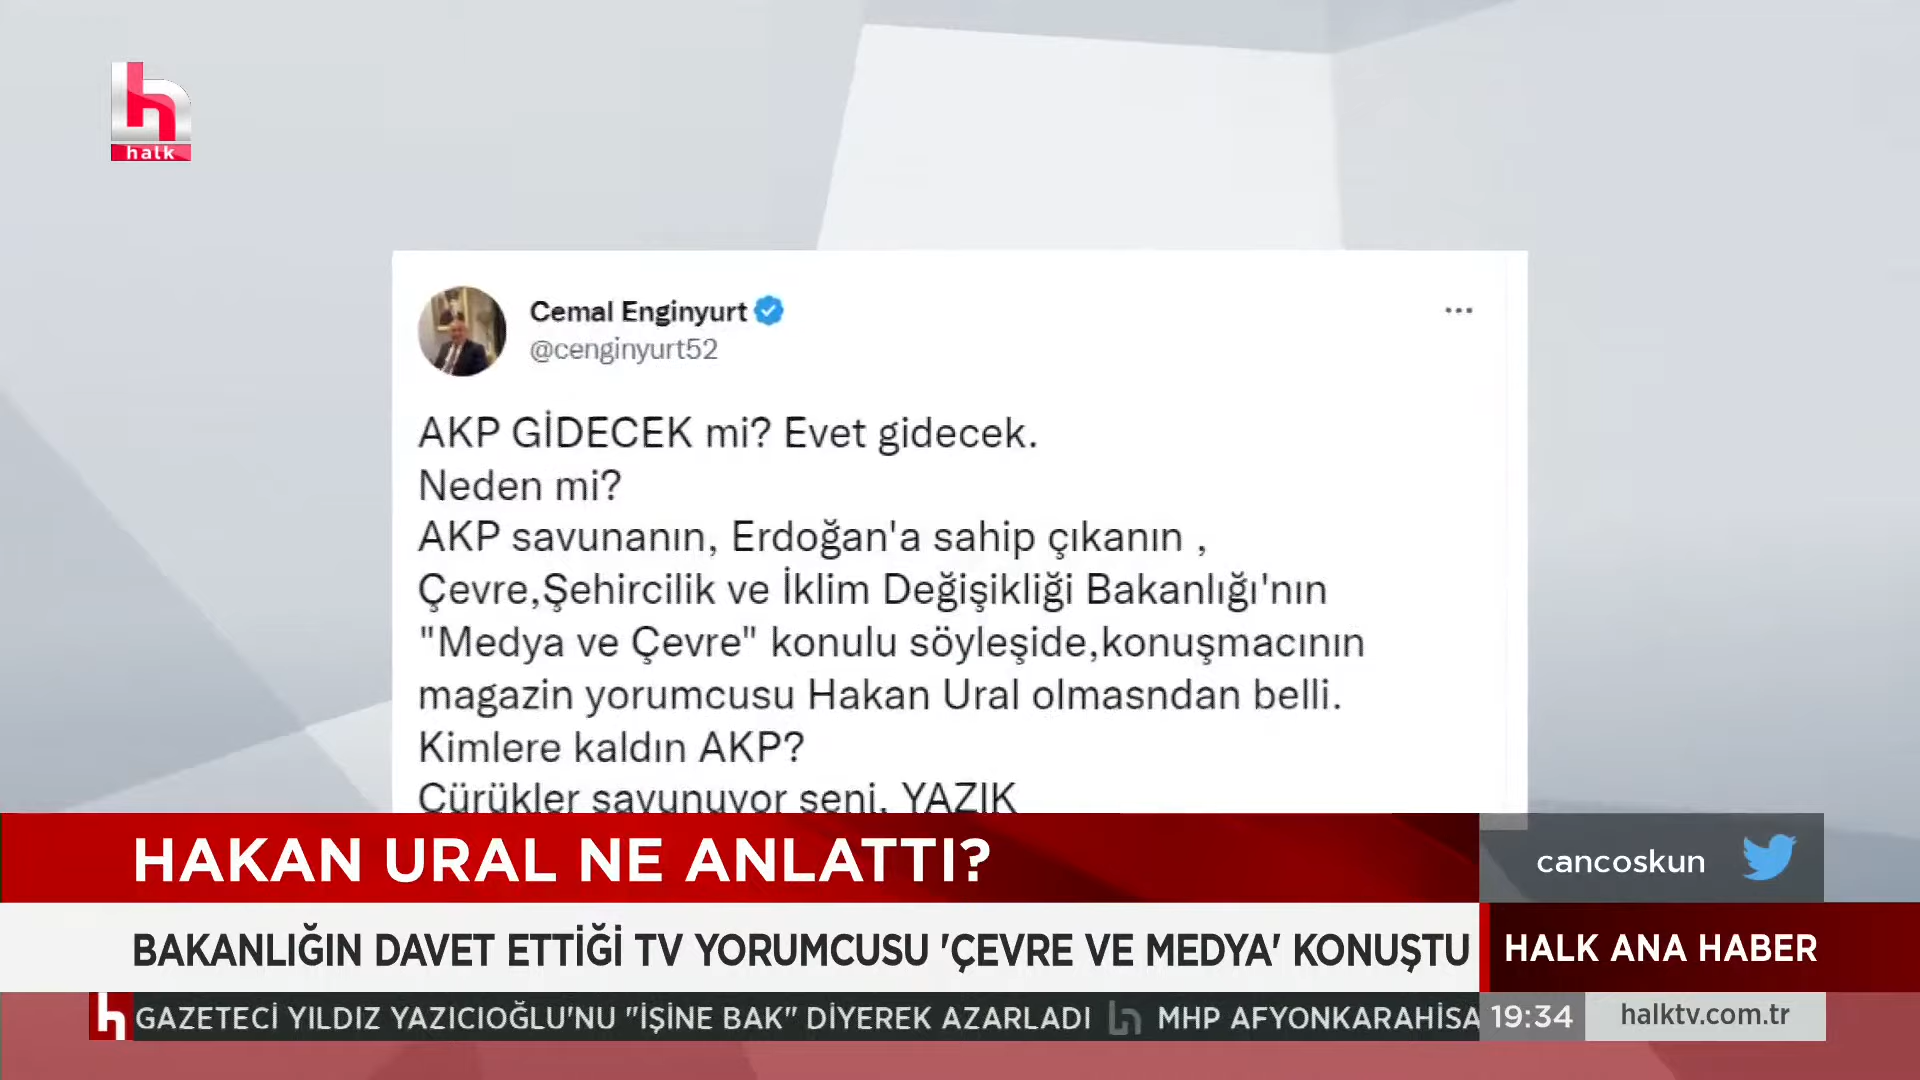 halk
Cemal Enginyurt
@cenginyurt52
AKP GİDECEK mi? Evet gidecek.
Neden mi?
AKP savunanın, Erdoğan'a sahip çıkanın ,
Çevre,Şehircilik ve İklim Değişikliği Bakanlığı'nın
"Medya ve Çevre" konulu söyleşide,konuşmacının
magazin yorumcusu Hakan Ural olmasndan belli.
Kimlere kaldın AKP?
Çürükler savunuyor seni. YAZIK
HAKAN URAL NE ANLATTI?
cancoskun
BAKANLIĞIN DAVET ETTİĞİ TV YORUMCUSU 'ÇEVRE VE MEDYA' KONUŞTU
HALK ANA HABER
GAZETECİ YILDIZ YAZICIOĞLU'NU "İŞİNE BAK" DİYEREK AZARLADI
MHP AFYONKARAHİSA
19:34
halktv.com.tr